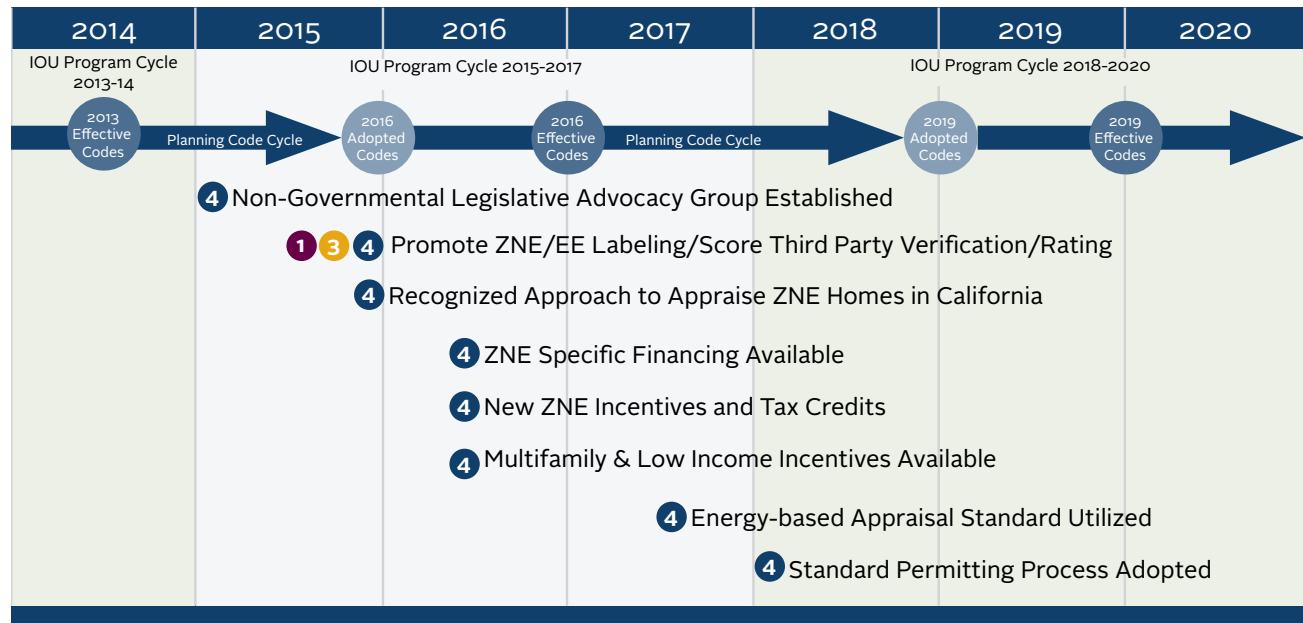 2014 2015 2016 2017 2018 2019 2020
IOU Program Cycle
2013-14
IOU Program Cycle 2015-2017
IOU Program Cycle 2018-2020
2013
Effective
Codes
Planning Code Cycle
2016
Adopted
Codes
2016
Effective
Codes
Planning Code Cycle
2019
Adopted
Codes
2019
Effective
Codes
4 Non-Governmental Legislative Advocacy Group Established
1 3 4 Promote ZNE/EE Labeling/Score Third Party Verification/Rating
4 Recognized Approach to Appraise ZNE Homes in California
4 ZNE Specific Financing Available
4 New ZNE Incentives and Tax Credits
4 Multifamily & Low Income Incentives Available
4 Energy-based Appraisal Standard Utilized
4 Standard Permitting Process Adopted